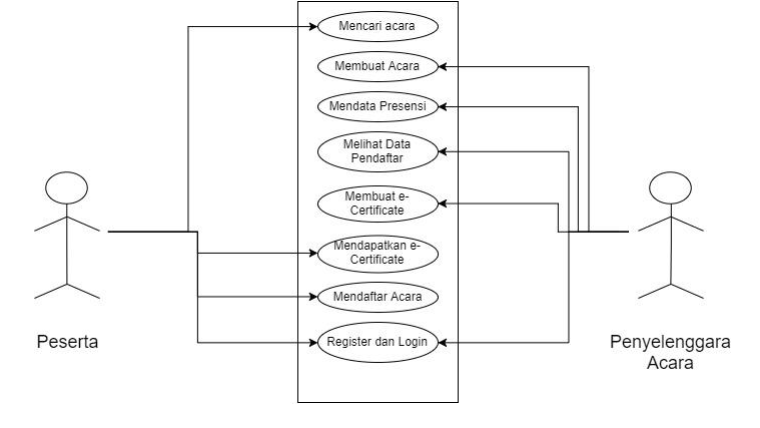 Mencari acara
Membuat Acara
Mendata Presensi
Melihat Data
Pendaftar
Membuat e-
Certificate
Mendapatkan e-
Certificate
Mendaftar Acara
Register dan Login
Peserta
Penyelenggara
Acara